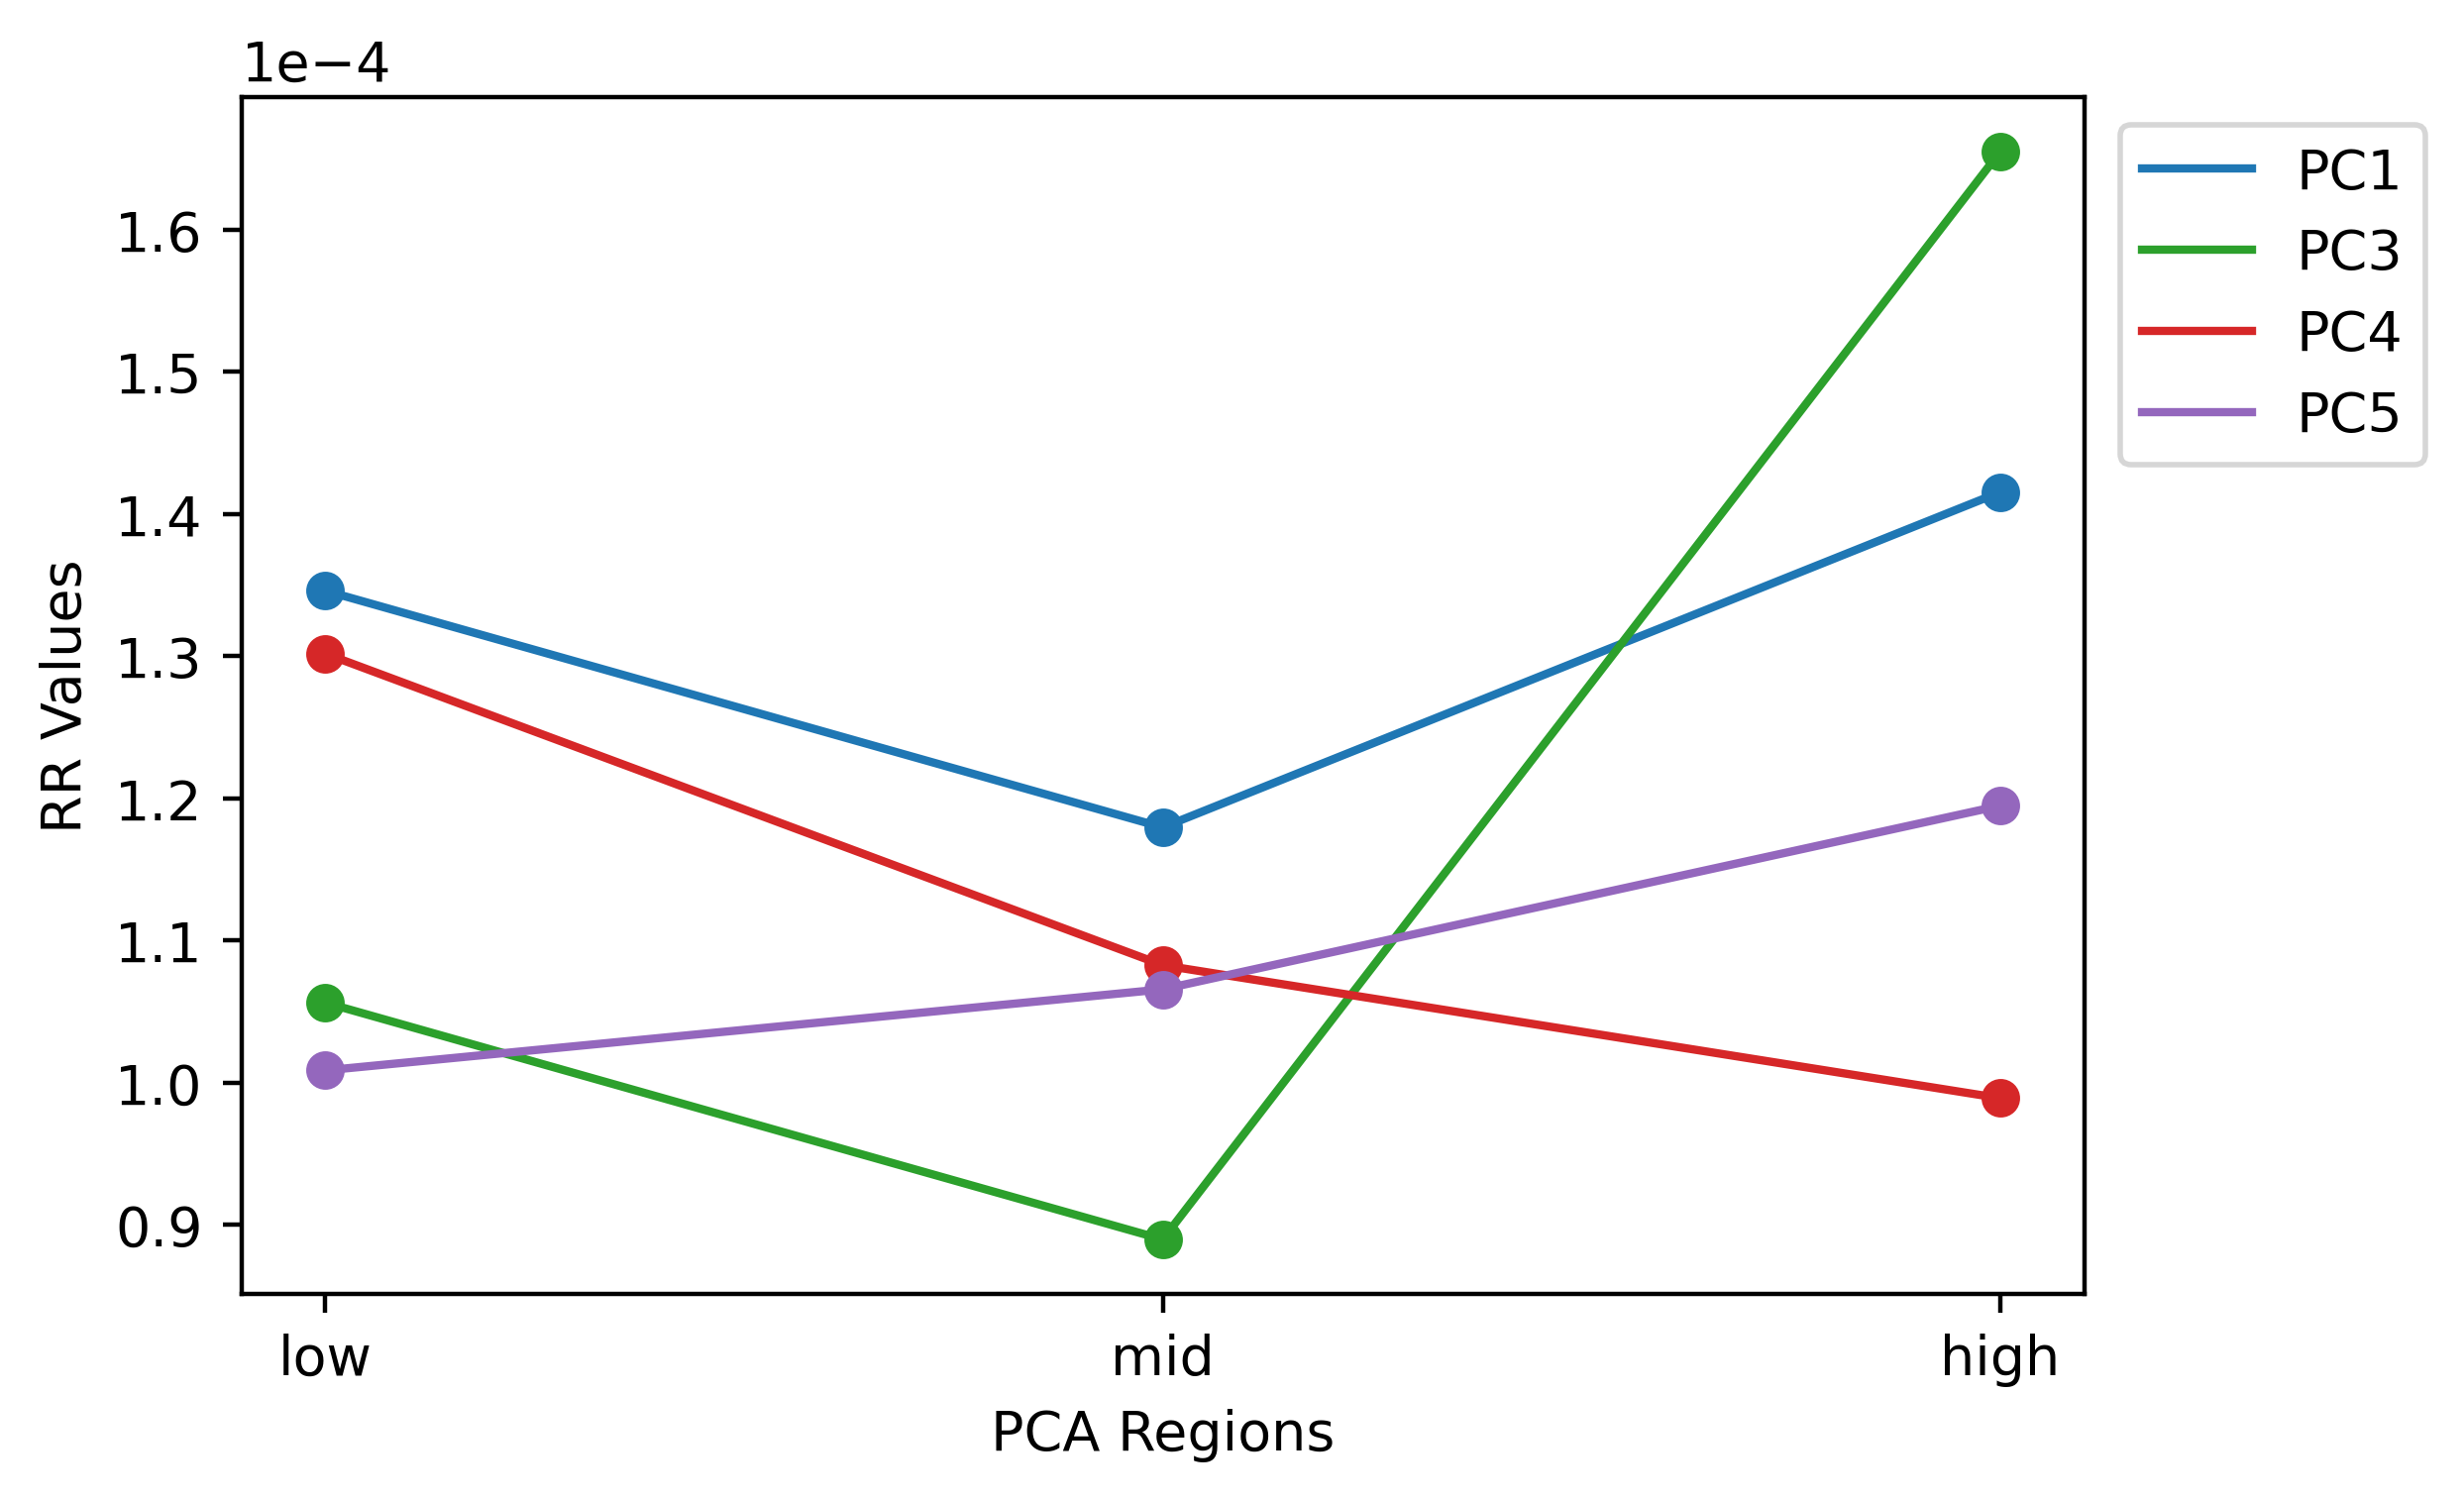 1e−4
1.6
1.5
1.4
1.3
1.2
1.1
1.0
0.9
RR Values
low
mid
high
PCA Regions
PC1
PC3
PC4
PC5